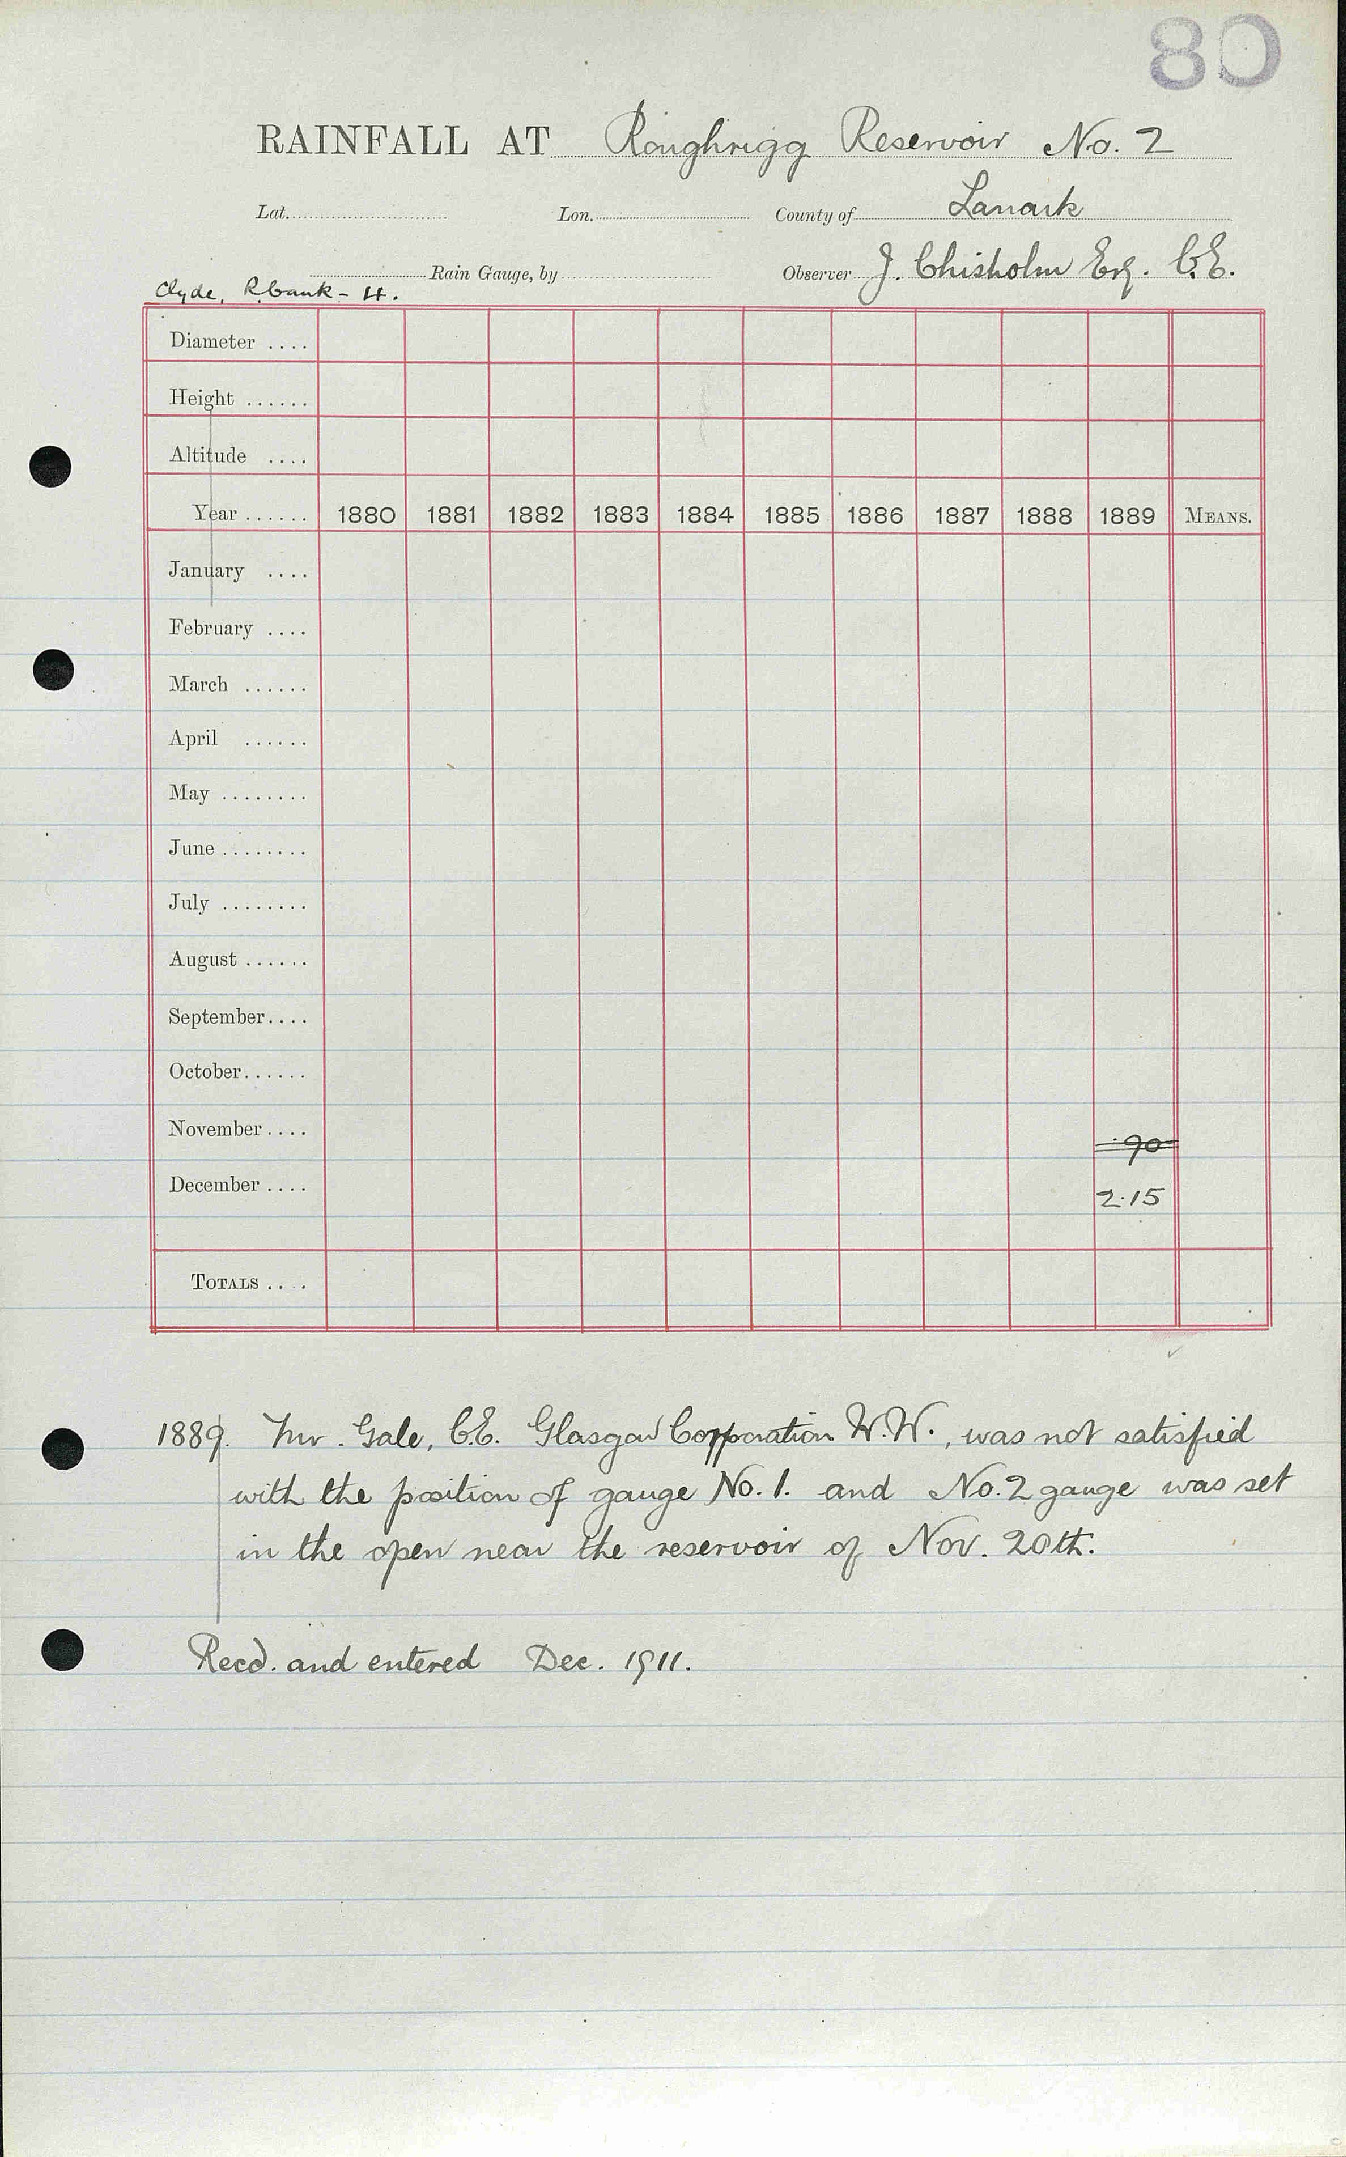 80
RAINFALL AT Roughrigg Reservoir No. 2
Lat. Lon. County of Lanark
Rain Gauge, by Observer J. Chisholm Esq. C.E.
Clyde, R. bank - 4.
Diameter ....
Height ......
Altitude ....
Year ...... 1880 1881 1882 1883 1884 1885 1886 1887 1888 1889 MEANS.
January ....
February ....
March ......
April ......
May ........
June ........
July ........
August ......
September....
October......
November.... .90
December.... 2.15
TOTALS ....
1889. Mr. Gale, C.E. Glasgow Corporation W.W., was not satisfied
with the position of gauge No. 1. and No. 2 gauge was set
in the open near the reservoir of Nov. 20th.
Recd. and entered Dec. 1911.